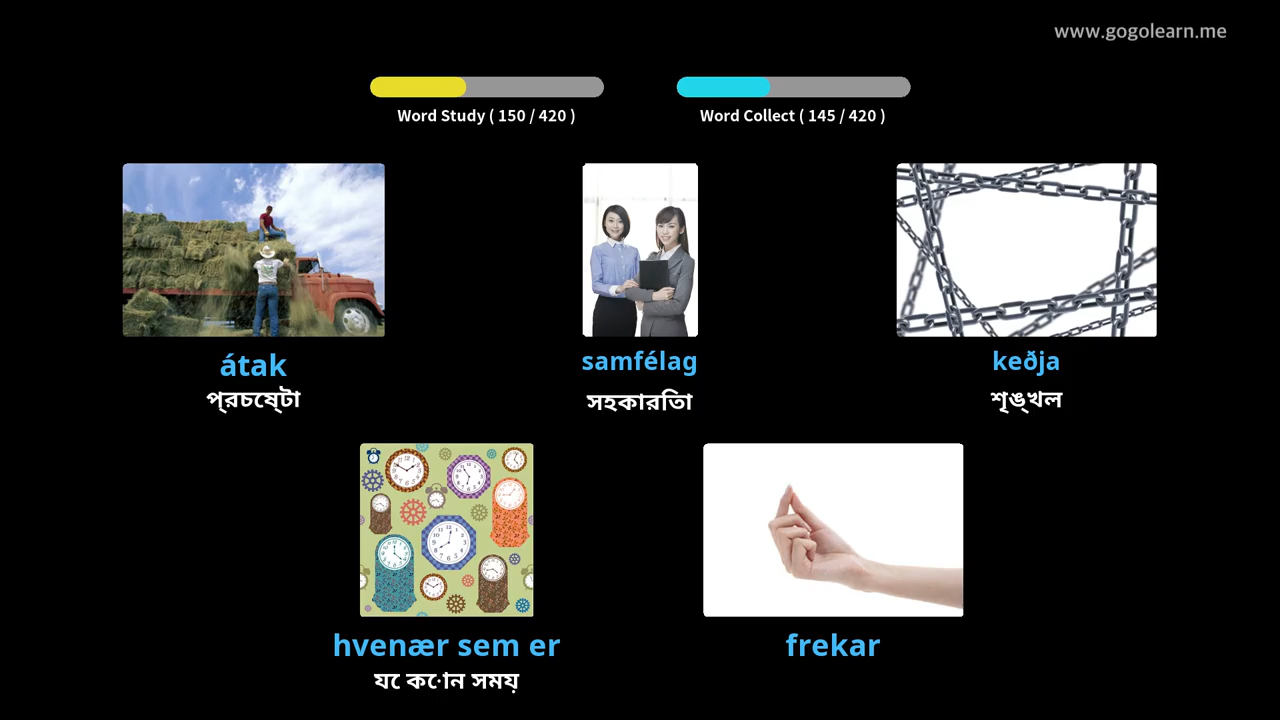 www.gogolearn.me
Word Study ( 150 / 420 )
Word Collect ( 145 / 420 )
átak
প্রচেষ্টা
samfélag
সহকারিতা
keðja
শৃঙ্খল
hvenær sem er
যে কোন সময়
frekar